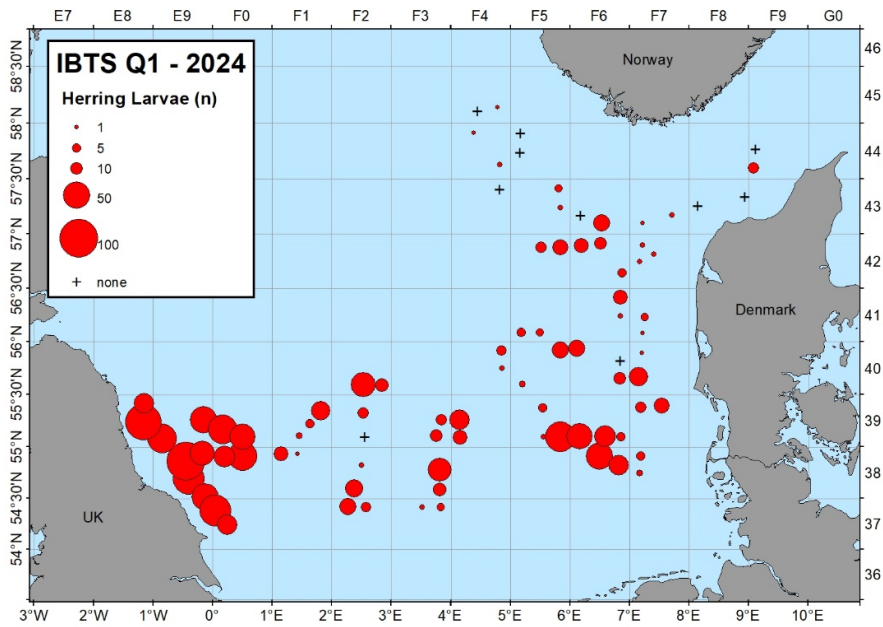 E7 E8 E9 F0 F1 F2 F3 F4 F5 F6 F7 F8 F9 G0
IBTS Q1 - 2024
Herring Larvae (n)
1
5
10
50
100
none
Norway
Denmark
UK
58°30'N
58°N
57°30'N
57°N
56°30'N
56°N
55°30'N
55°N
54°30'N
54°N
46
45
44
43
42
41
40
39
38
37
36
3°W 2°W 1°W 0° 1°E 2°E 3°E 4°E 5°E 6°E 7°E 8°E 9°E 10°E